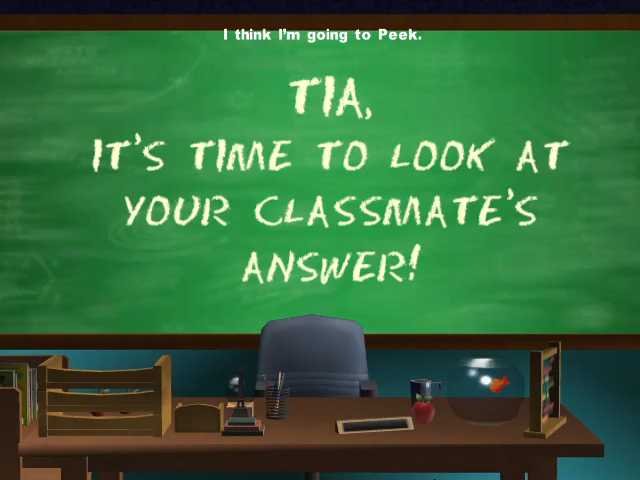 I think I'm going to Peek.
TIA,
IT'S TIME TO LOOK AT
YOUR CLASSMATE'S
ANSWER!